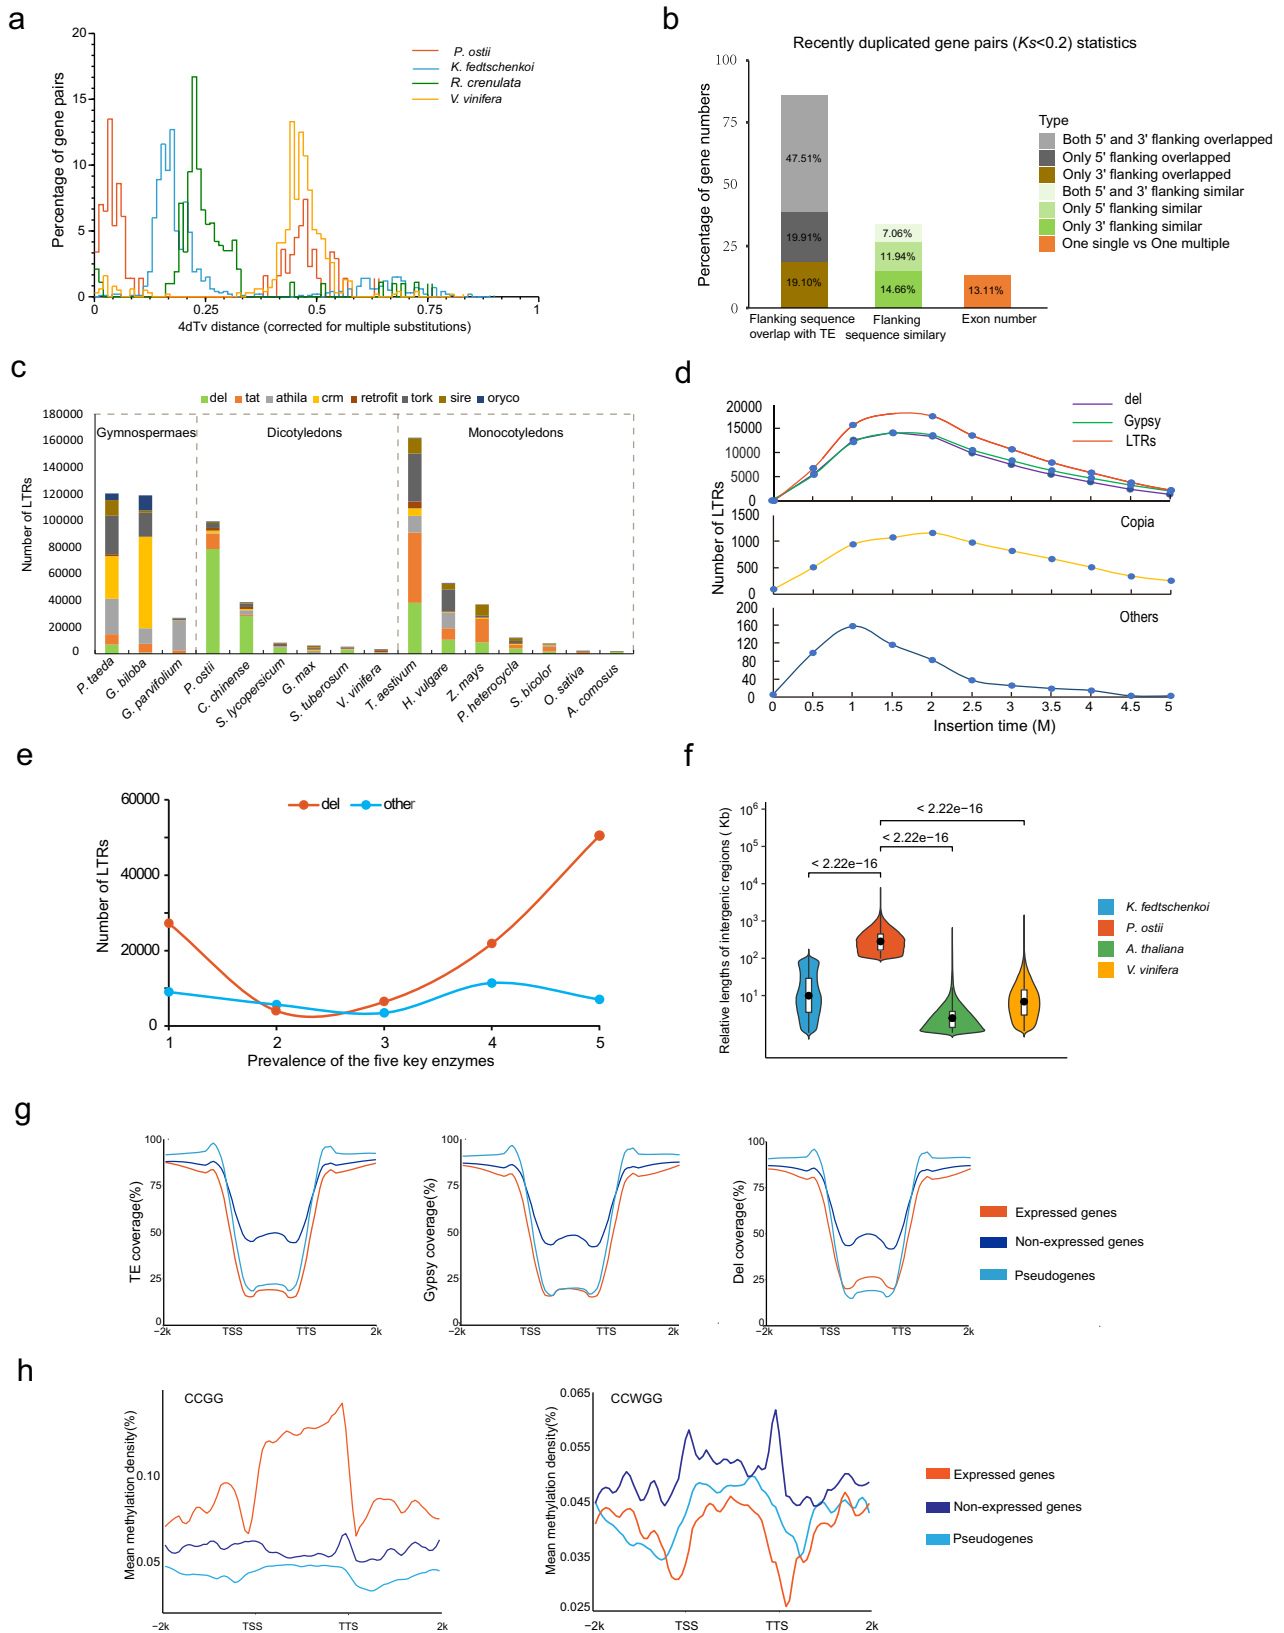 a
20
15
10
5
0
Percentage of gene pairs
P. ostii
K. fedtschenkoi
R. crenulata
V. vinifera
0
0.25
0.5
0.75
1
4dTv distance (corrected for multiple substitutions)
b
Recently duplicated gene pairs (Ks<0.2) statistics
100
75
50
25
0
Percentage of gene numbers
47.51%
19.91%
19.10%
7.06%
11.94%
14.66%
13.11%
Flanking sequence
overlap with TE
Flanking
sequence similary
Exon number
Type
Both 5' and 3' flanking overlapped
Only 5' flanking overlapped
Only 3' flanking overlapped
Both 5' and 3' flanking similar
Only 5' flanking similar
Only 3' flanking similar
One single vs One multiple
c
del tat athila crm retrofit tork sire oryco
180000
160000
140000
120000
100000
80000
60000
40000
20000
0
Number of LTRs
Gymnospermaes
Dicotyledons
Monocotyledons
P. taeda
G. biloba
G. parvifolium
P. ostii
C. chinense
S. lycopersicum
G. max
S. tuberosum
V. vinifera
T. aestivum
H. vulgare
Z. mays
P. heterocycla
S. bicolor
O. sativa
A. comosus
d
20000
15000
10000
5000
0
del
Gypsy
LTRs
1500
1000
500
0
Copia
200
160
120
80
40
0
Others
Number of LTRs
0 0.5 1 1.5 2 2.5 3 3.5 4 4.5 5
Insertion time (M)
e
60000
40000
20000
0
Number of LTRs
del other
1 2 3 4 5
Prevalence of the five key enzymes
f
Relative lengths of intergenic regions ( Kb)
10^6
10^5
10^4
10^3
10^2
10^1
< 2.22e−16
< 2.22e−16
< 2.22e−16
K. fedtschenkoi
P. ostii
A. thaliana
V. vinifera
g
100
75
50
25
0
TE coverage(%)
−2k TSS TTS 2k
100
75
50
25
0
Gypsy coverage(%)
−2k TSS TTS 2k
100
75
50
25
0
Del coverage(%)
−2k TSS TTS 2k
Expressed genes
Non-expressed genes
Pseudogenes
h
CCGG
0.10
0.05
Mean methylation density(%)
−2k TSS TTS 2k
CCWGG
0.065
0.055
0.045
0.035
0.025
Mean methylation density(%)
−2k TSS TTS 2k
Expressed genes
Non-expressed genes
Pseudogenes